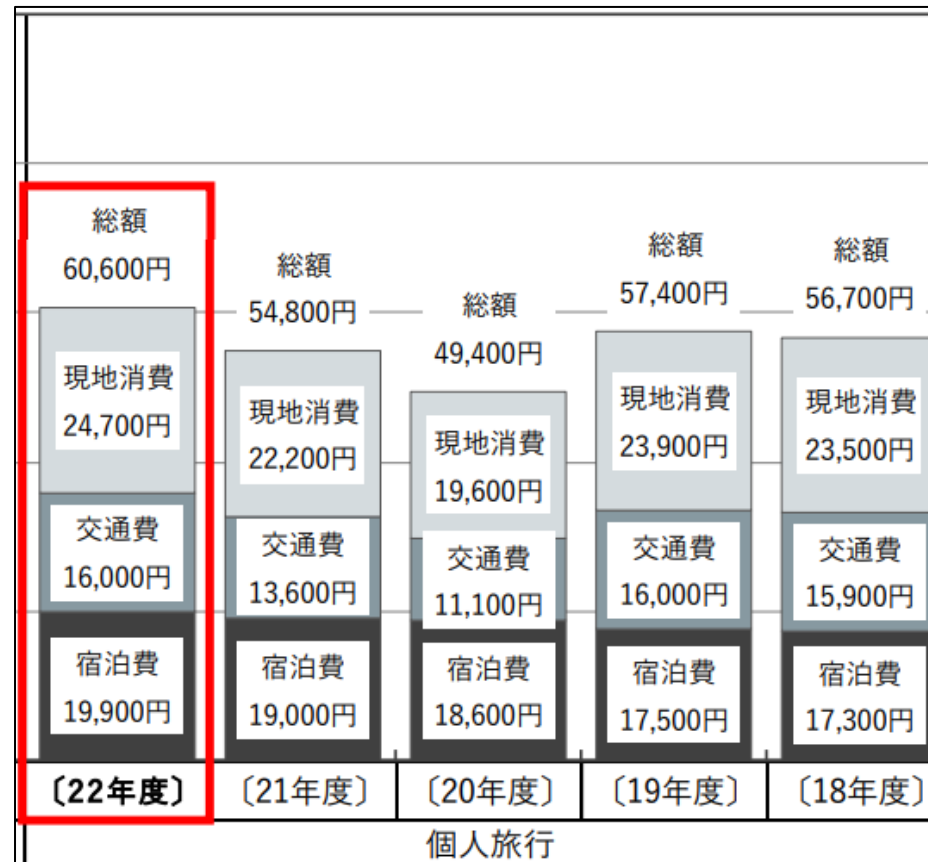 総額
60,600円
現地消費
24,700円
交通費
16,000円
宿泊費
19,900円
〔22年度〕
総額
54,800円
現地消費
22,200円
交通費
13,600円
宿泊費
19,000円
〔21年度〕
総額
49,400円
現地消費
19,600円
交通費
11,100円
宿泊費
18,600円
〔20年度〕
総額
57,400円
現地消費
23,900円
交通費
16,000円
宿泊費
17,500円
〔19年度〕
総額
56,700円
現地消費
23,500円
交通費
15,900円
宿泊費
17,300円
〔18年度〕
個人旅行